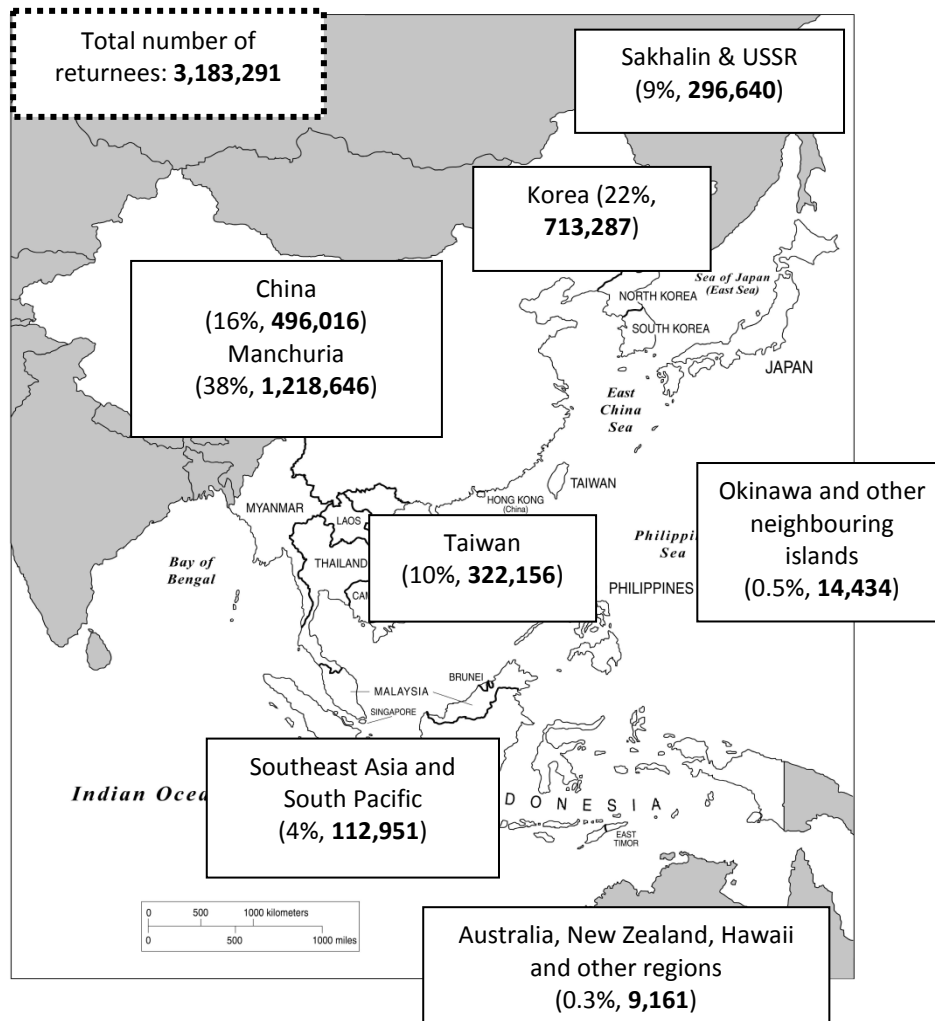 Total number of
returnees: 3,183,291
Sakhalin & USSR
(9%, 296,640)
Korea (22%,
713,287)
Sea of Japan
(East Sea)
China
(16%, 496,016)
Manchuria
(38%, 1,218,646)
NORTH KOREA
SOUTH KOREA
JAPAN
East
China
Sea
TAIWAN
HONG KONG
(China)
MYANMAR
LAOS
THAILAND
Bay of
Bengal
Taiwan
(10%, 322,156)
Sea
PHILIPPINES
Okinawa and other
neighbouring
islands
(0.5%, 14,434)
BRUNEI
MALAYSIA
SINGAPORE
Indian
Southeast Asia and
South Pacific
(4%, 112,951)
DONESIA
EAST
TIMOR
0 500 1000 kilometers
0 500 1000 miles
Australia, New Zealand, Hawaii
and other regions
(0.3%, 9,161)